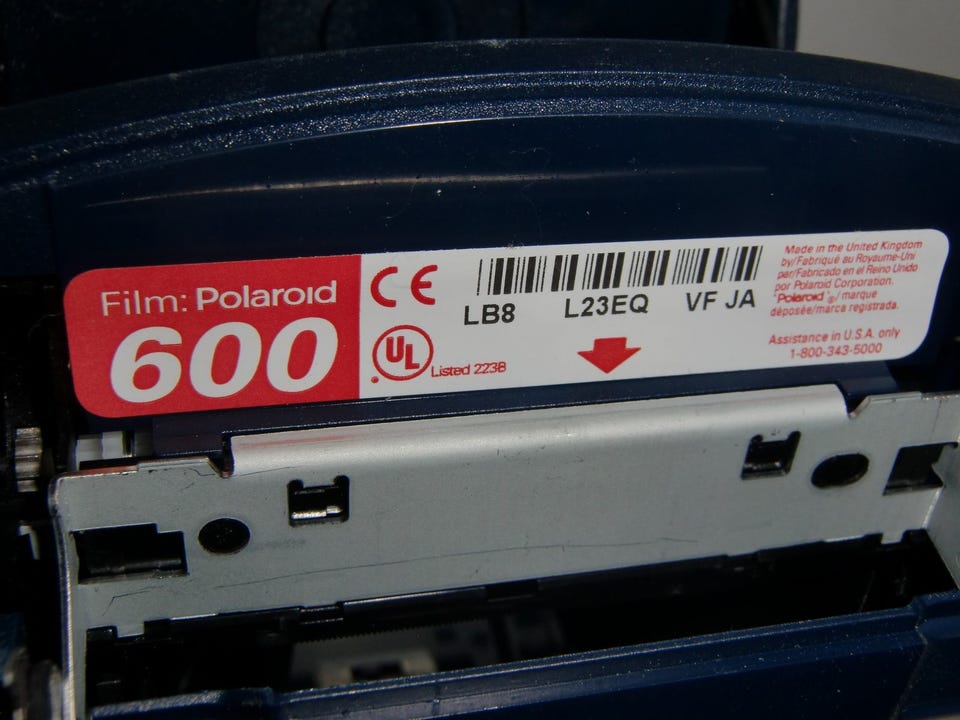 Film: Polaroid
600
CE
UL
Listed 223B
LB8 L23EQ VF JA
Made in the United Kingdom
by/Fabriqué au Royaume-Uni
par/Fabricado en el Reino Unido
por Polaroid Corporation.
"Polaroid"®/ marque
déposée/marca registrada.
Assistance in U.S.A. only
1-800-343-5000